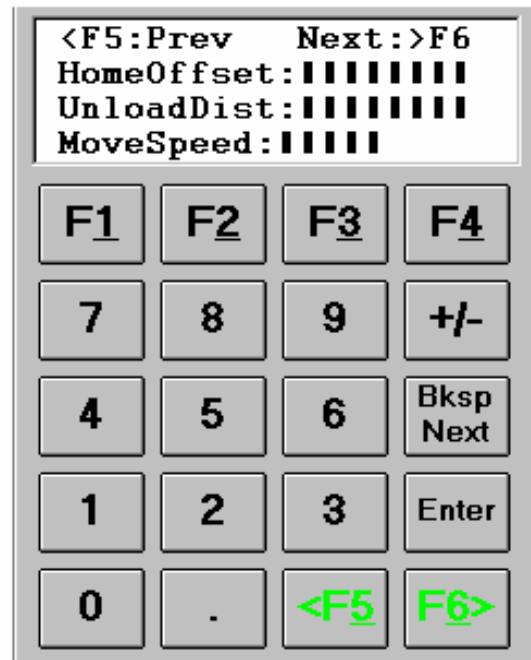 <F5:Prev Next:>F6
HomeOffset:▮▮▮▮▮▮▮▮
UnloadDist:▮▮▮▮▮▮▮▮
MoveSpeed:▮▮▮▮▮
F1 F2 F3 F4
7 8 9 +/-
4 5 6 Bksp Next
1 2 3 Enter
0 . <F5 F6>